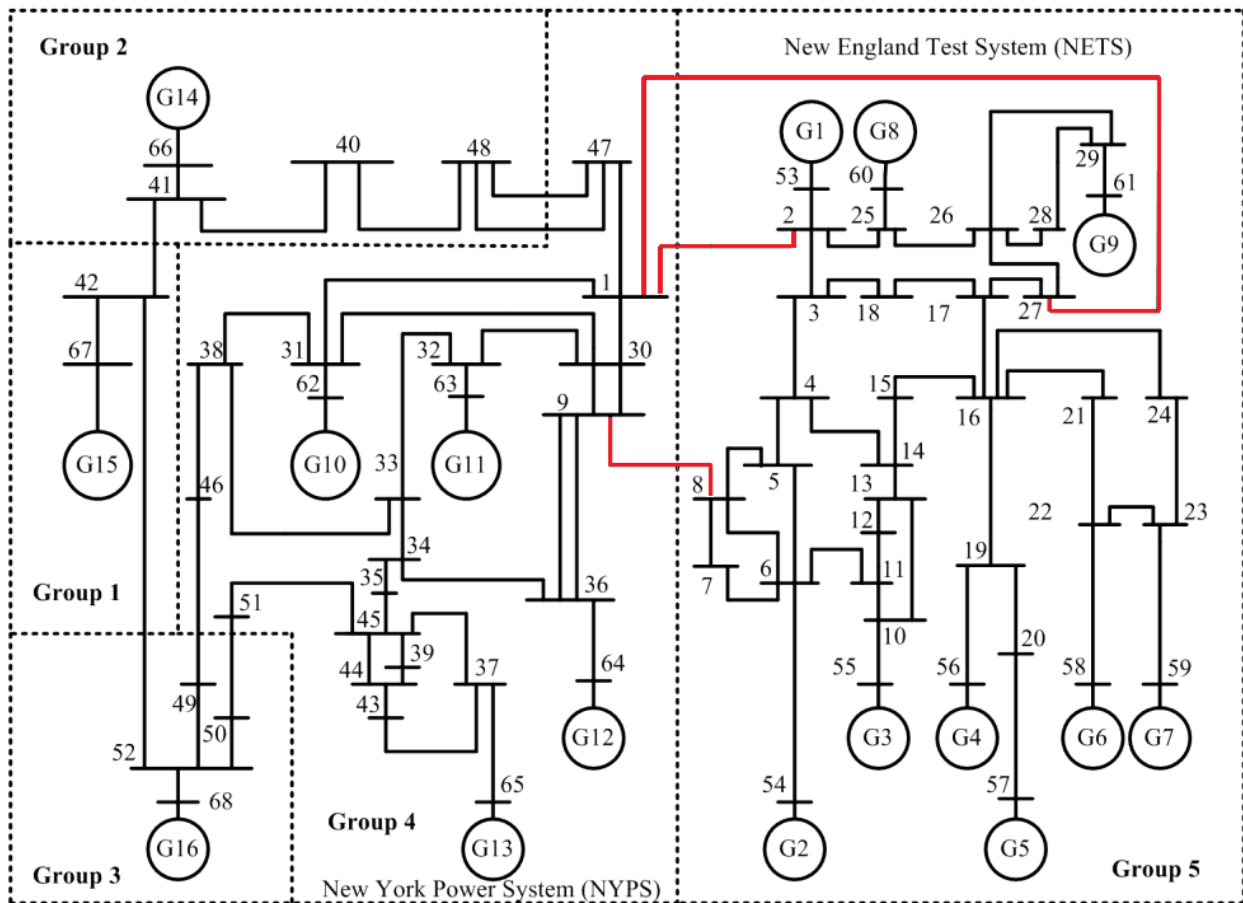 Group 2
New England Test System (NETS)
G14
G1
G8
66
40
48
47
29
41
53
60
61
2
25
26
28
G9
42
1
3
18
17
27
67
38
31
32
30
62
63
9
4
15
16
21
24
G15
G10
G11
33
5
14
8
13
46
12
22
23
34
19
35
36
7
6
11
Group 1
51
45
10
39
20
44
37
64
55
56
58
59
49
43
50
52
G12
G3
G4
G6
G7
68
65
54
57
Group 4
G16
G13
G2
G5
Group 3
New York Power System (NYPS)
Group 5